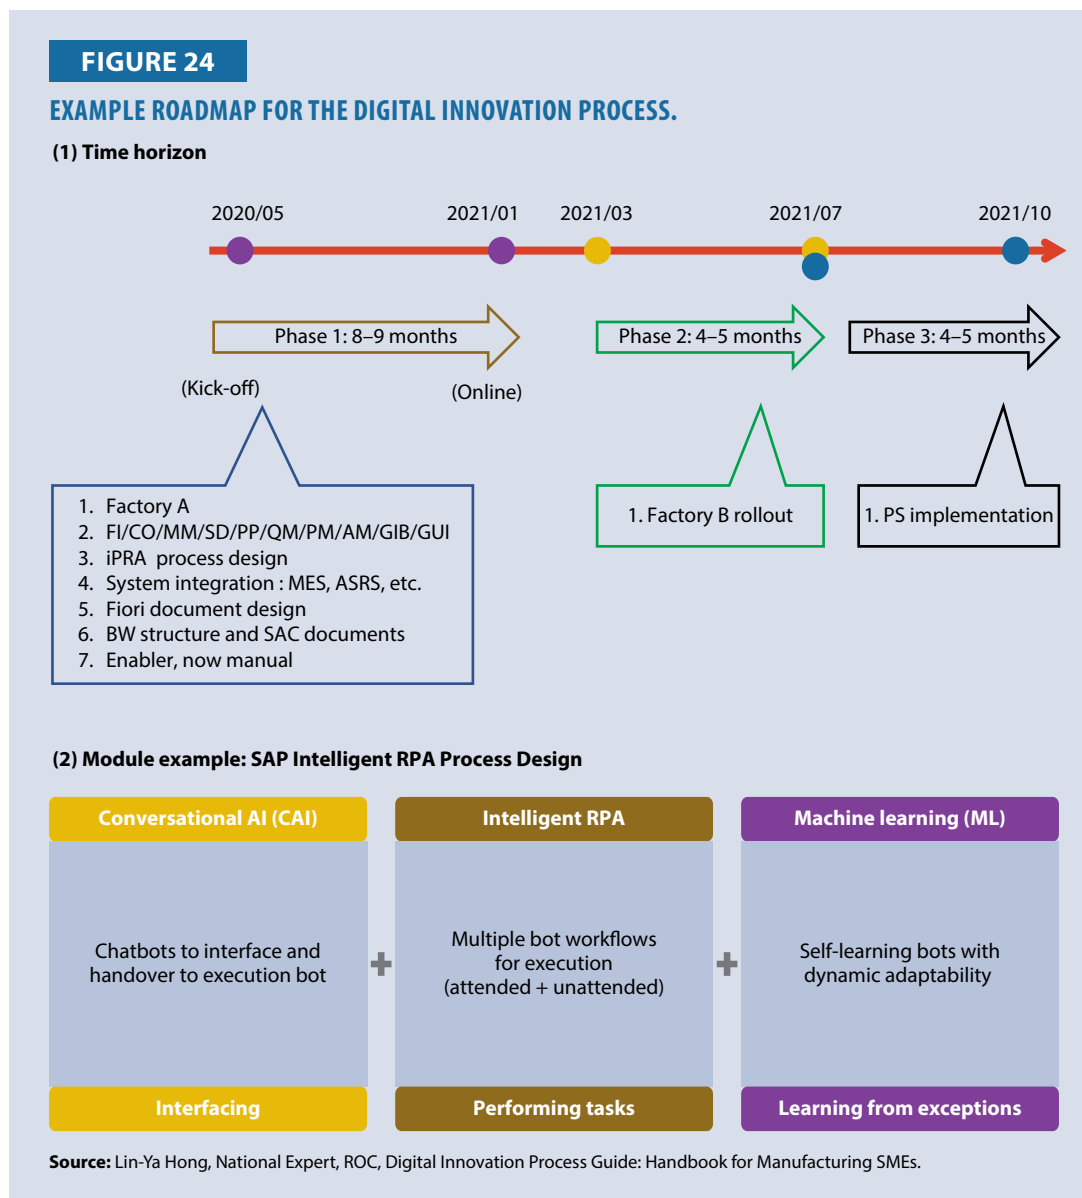 FIGURE 24
EXAMPLE ROADMAP FOR THE DIGITAL INNOVATION PROCESS.
(1) Time horizon
2020/05
2021/01
2021/03
2021/07
2021/10
Phase 1: 8–9 months
Phase 2: 4–5 months
Phase 3: 4–5 months
(Kick-off)
(Online)
1. Factory A
2. FI/CO/MM/SD/PP/QM/PM/AM/GIB/GUI
3. iPRA process design
4. System integration : MES, ASRS, etc.
5. Fiori document design
6. BW structure and SAC documents
7. Enabler, now manual
1. Factory B rollout
1. PS implementation
(2) Module example: SAP Intelligent RPA Process Design
Conversational AI (CAI)
Chatbots to interface and
handover to execution bot
Interfacing
Intelligent RPA
Multiple bot workflows
for execution
(attended + unattended)
Performing tasks
Machine learning (ML)
Self-learning bots with
dynamic adaptability
Learning from exceptions
Source: Lin-Ya Hong, National Expert, ROC, Digital Innovation Process Guide: Handbook for Manufacturing SMEs.